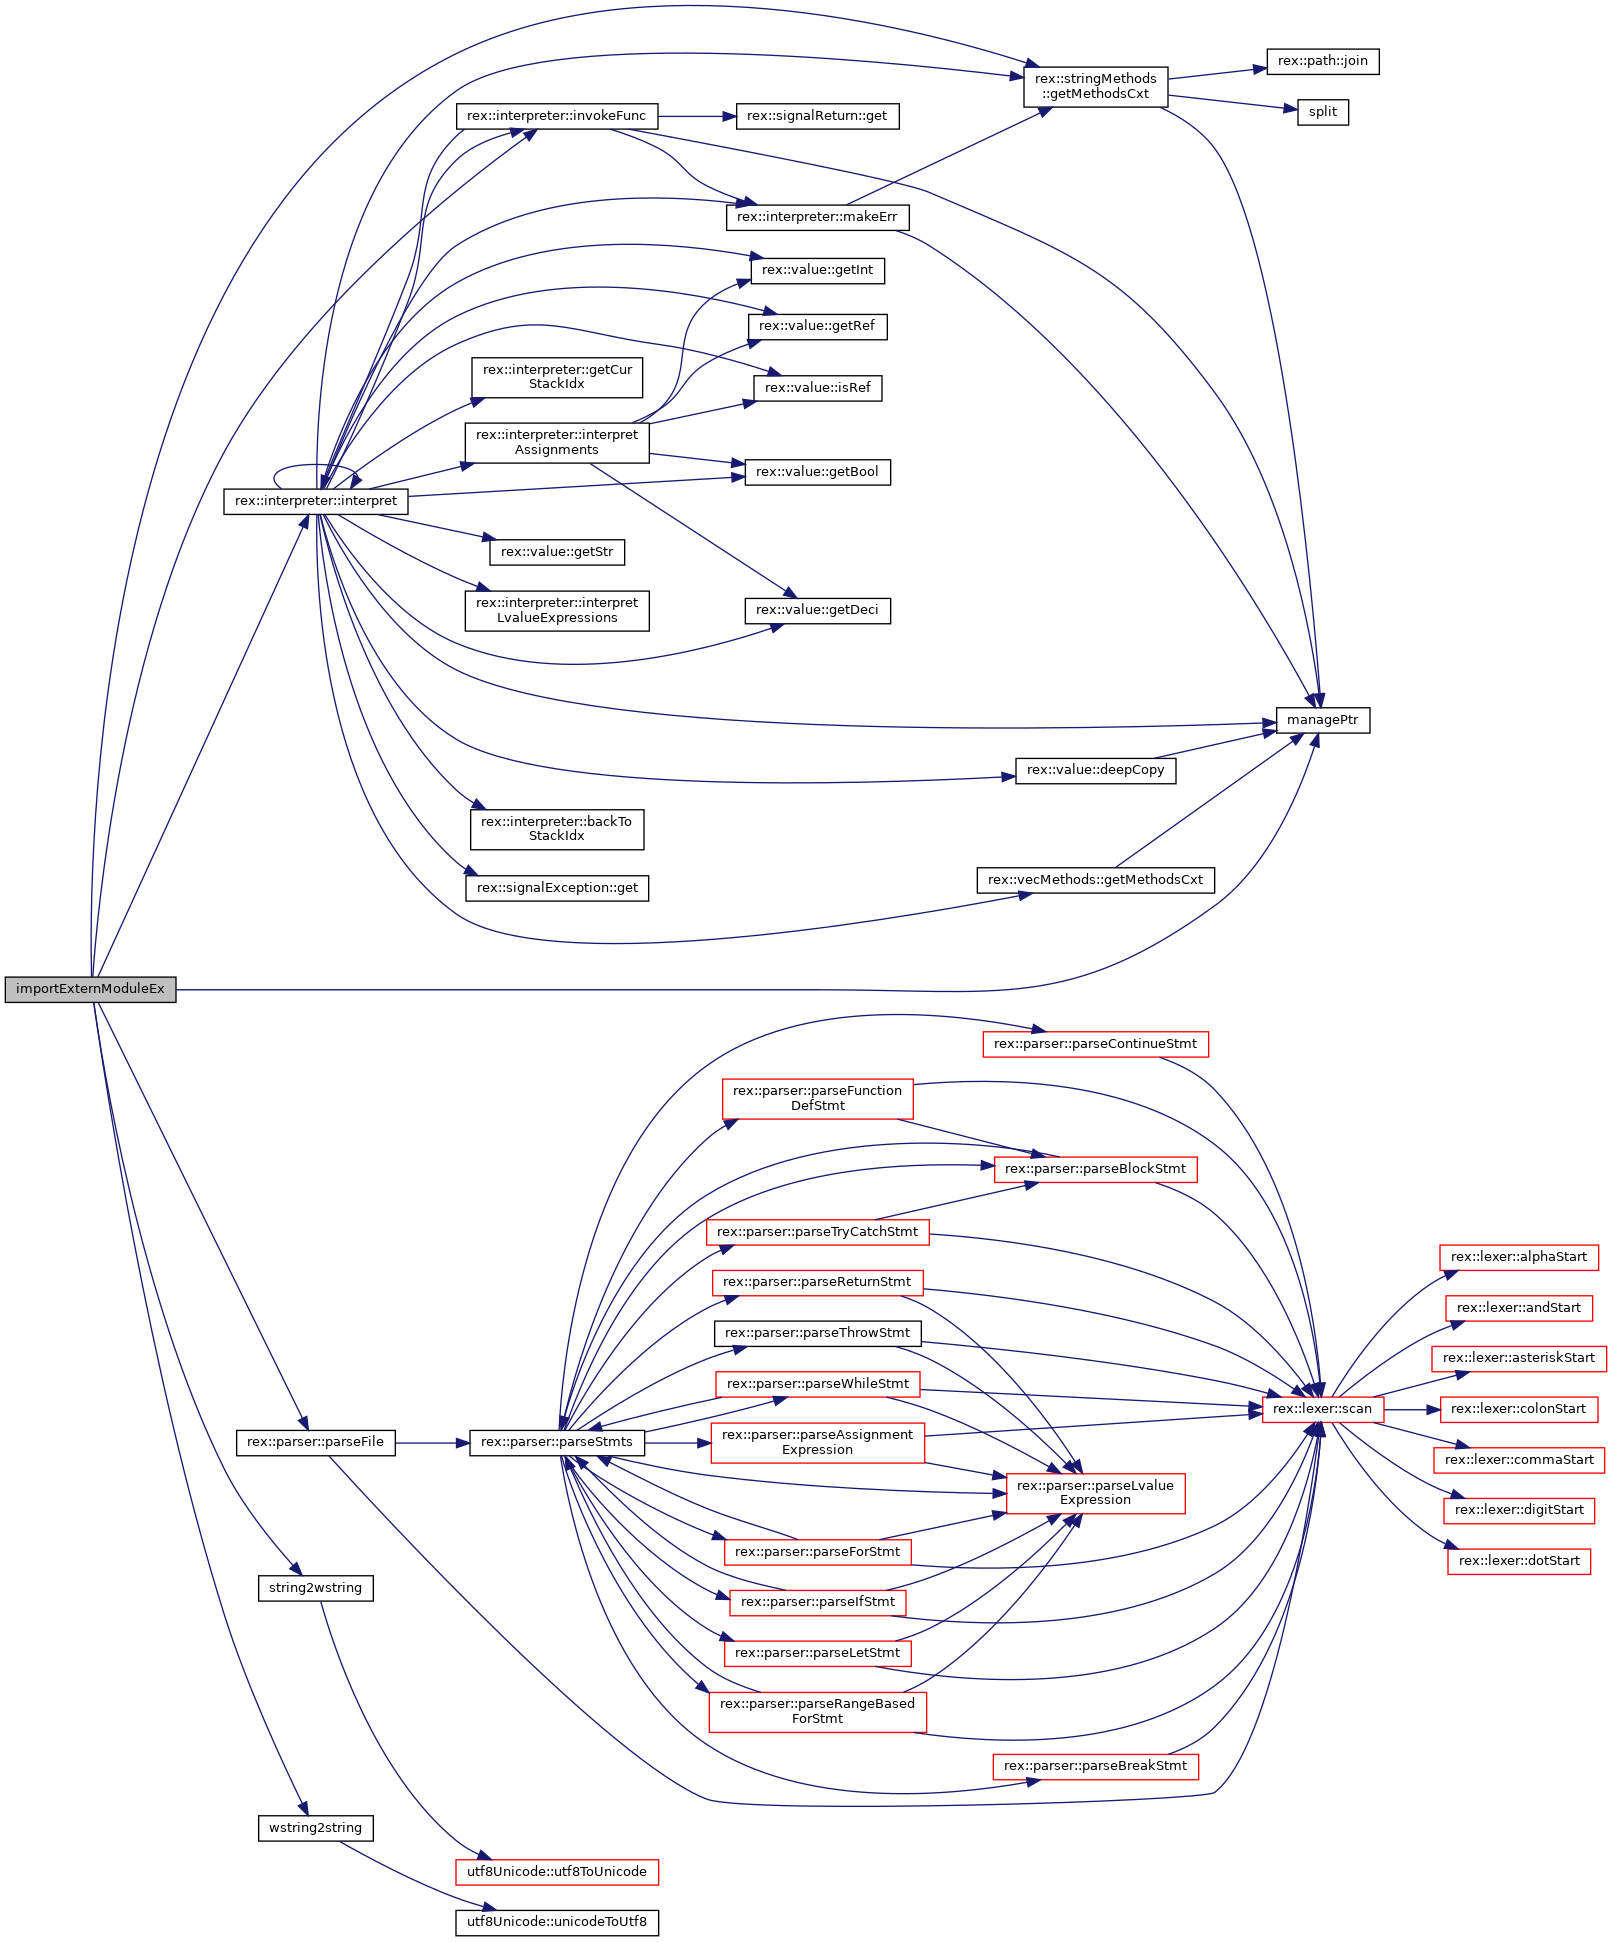 rex::path::join
rex::stringMethods
::getMethodsCxt
split
rex::interpreter::invokeFunc
rex::signalReturn::get
rex::interpreter::makeErr
rex::value::getInt
rex::value::getRef
rex::interpreter::getCur
StackIdx
rex::value::isRef
rex::interpreter::interpret
Assignments
rex::value::getBool
rex::interpreter::interpret
rex::value::getStr
rex::interpreter::interpret
LvalueExpressions
rex::value::getDeci
managePtr
rex::value::deepCopy
rex::interpreter::backTo
StackIdx
rex::signalException::get
rex::vecMethods::getMethodsCxt
importExternModuleEx
rex::parser::parseContinueStmt
rex::parser::parseFunction
DefStmt
rex::parser::parseBlockStmt
rex::parser::parseTryCatchStmt
rex::lexer::alphaStart
rex::parser::parseReturnStmt
rex::lexer::andStart
rex::parser::parseThrowStmt
rex::lexer::asteriskStart
rex::parser::parseWhileStmt
rex::lexer::scan
rex::lexer::colonStart
rex::parser::parseFile
rex::parser::parseStmts
rex::parser::parseAssignment
Expression
rex::lexer::commaStart
rex::parser::parseLvalue
Expression
rex::lexer::digitStart
rex::parser::parseForStmt
rex::lexer::dotStart
string2wstring
rex::parser::parseIfStmt
rex::parser::parseLetStmt
rex::parser::parseRangeBased
ForStmt
rex::parser::parseBreakStmt
wstring2string
utf8Unicode::utf8ToUnicode
utf8Unicode::unicodeToUtf8